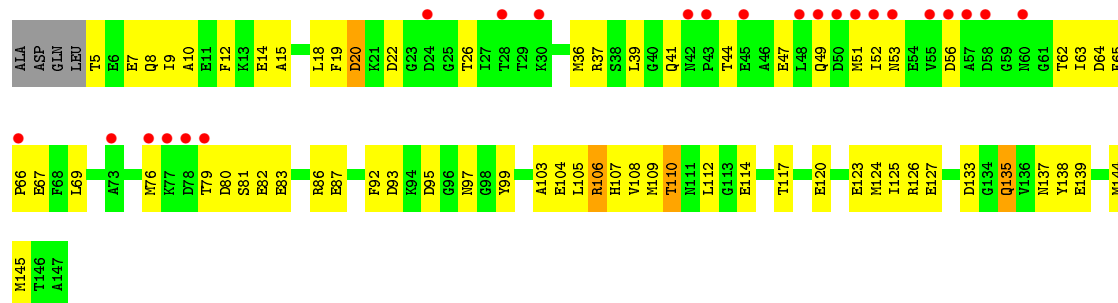 ALA ASP GLN LEU T5 E6 E7 Q8 I9 A10 E11 F12 K13 E14 A15 L18 F19 D20 K21 D22 G23 D24 G25 T26 I27 T28 T29 K30 M36 R37 S38 L39 G40 Q41 N42 P43 T44 E45 A46 E47 L48 Q49 D50 M51 I52 N53 E54 V55 D56 A57 D58 G59 N60 G61 T62 I63 D64 F65
P66 E67 F68 L69 A73 M76 K77 D78 T79 D80 S81 E82 E83 R86 E87 F92 D93 K94 D95 G96 N97 G98 Y99 A103 E104 L105 R106 H107 V108 M109 T110 N111 L112 G113 E114 T117 E120 E123 M124 I125 R126 E127 D133 G134 Q135 V136 N137 Y138 E139 M144
M145 T146 A147